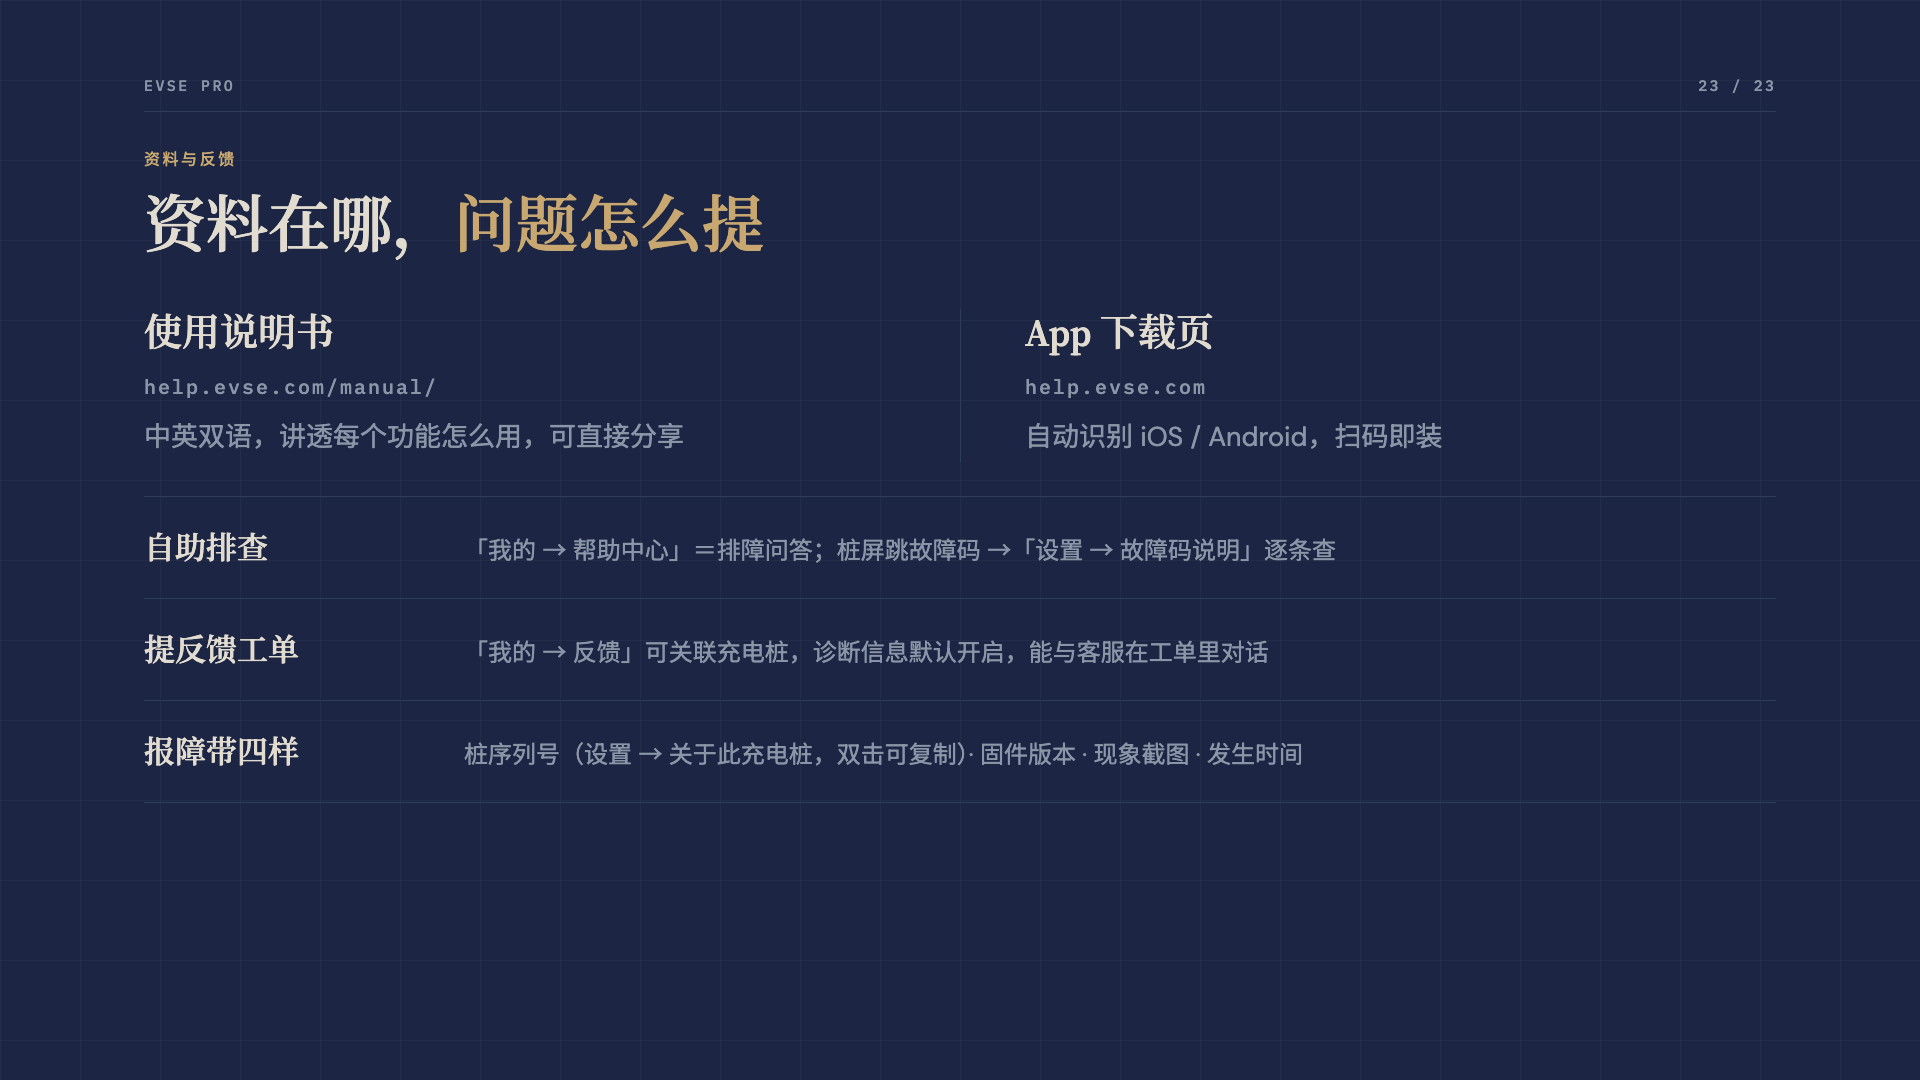 EVSE PRO
23 / 23
资料与反馈
资料在哪，问题怎么提
使用说明书
help.evse.com/manual/
中英双语，讲透每个功能怎么用，可直接分享
App 下载页
help.evse.com
自动识别 iOS / Android，扫码即装
自助排查
「我的 → 帮助中心」＝排障问答；桩屏跳故障码 →「设置 → 故障码说明」逐条查
提反馈工单
「我的 → 反馈」可关联充电桩，诊断信息默认开启，能与客服在工单里对话
报障带四样
桩序列号（设置 → 关于此充电桩，双击可复制）· 固件版本 · 现象截图 · 发生时间